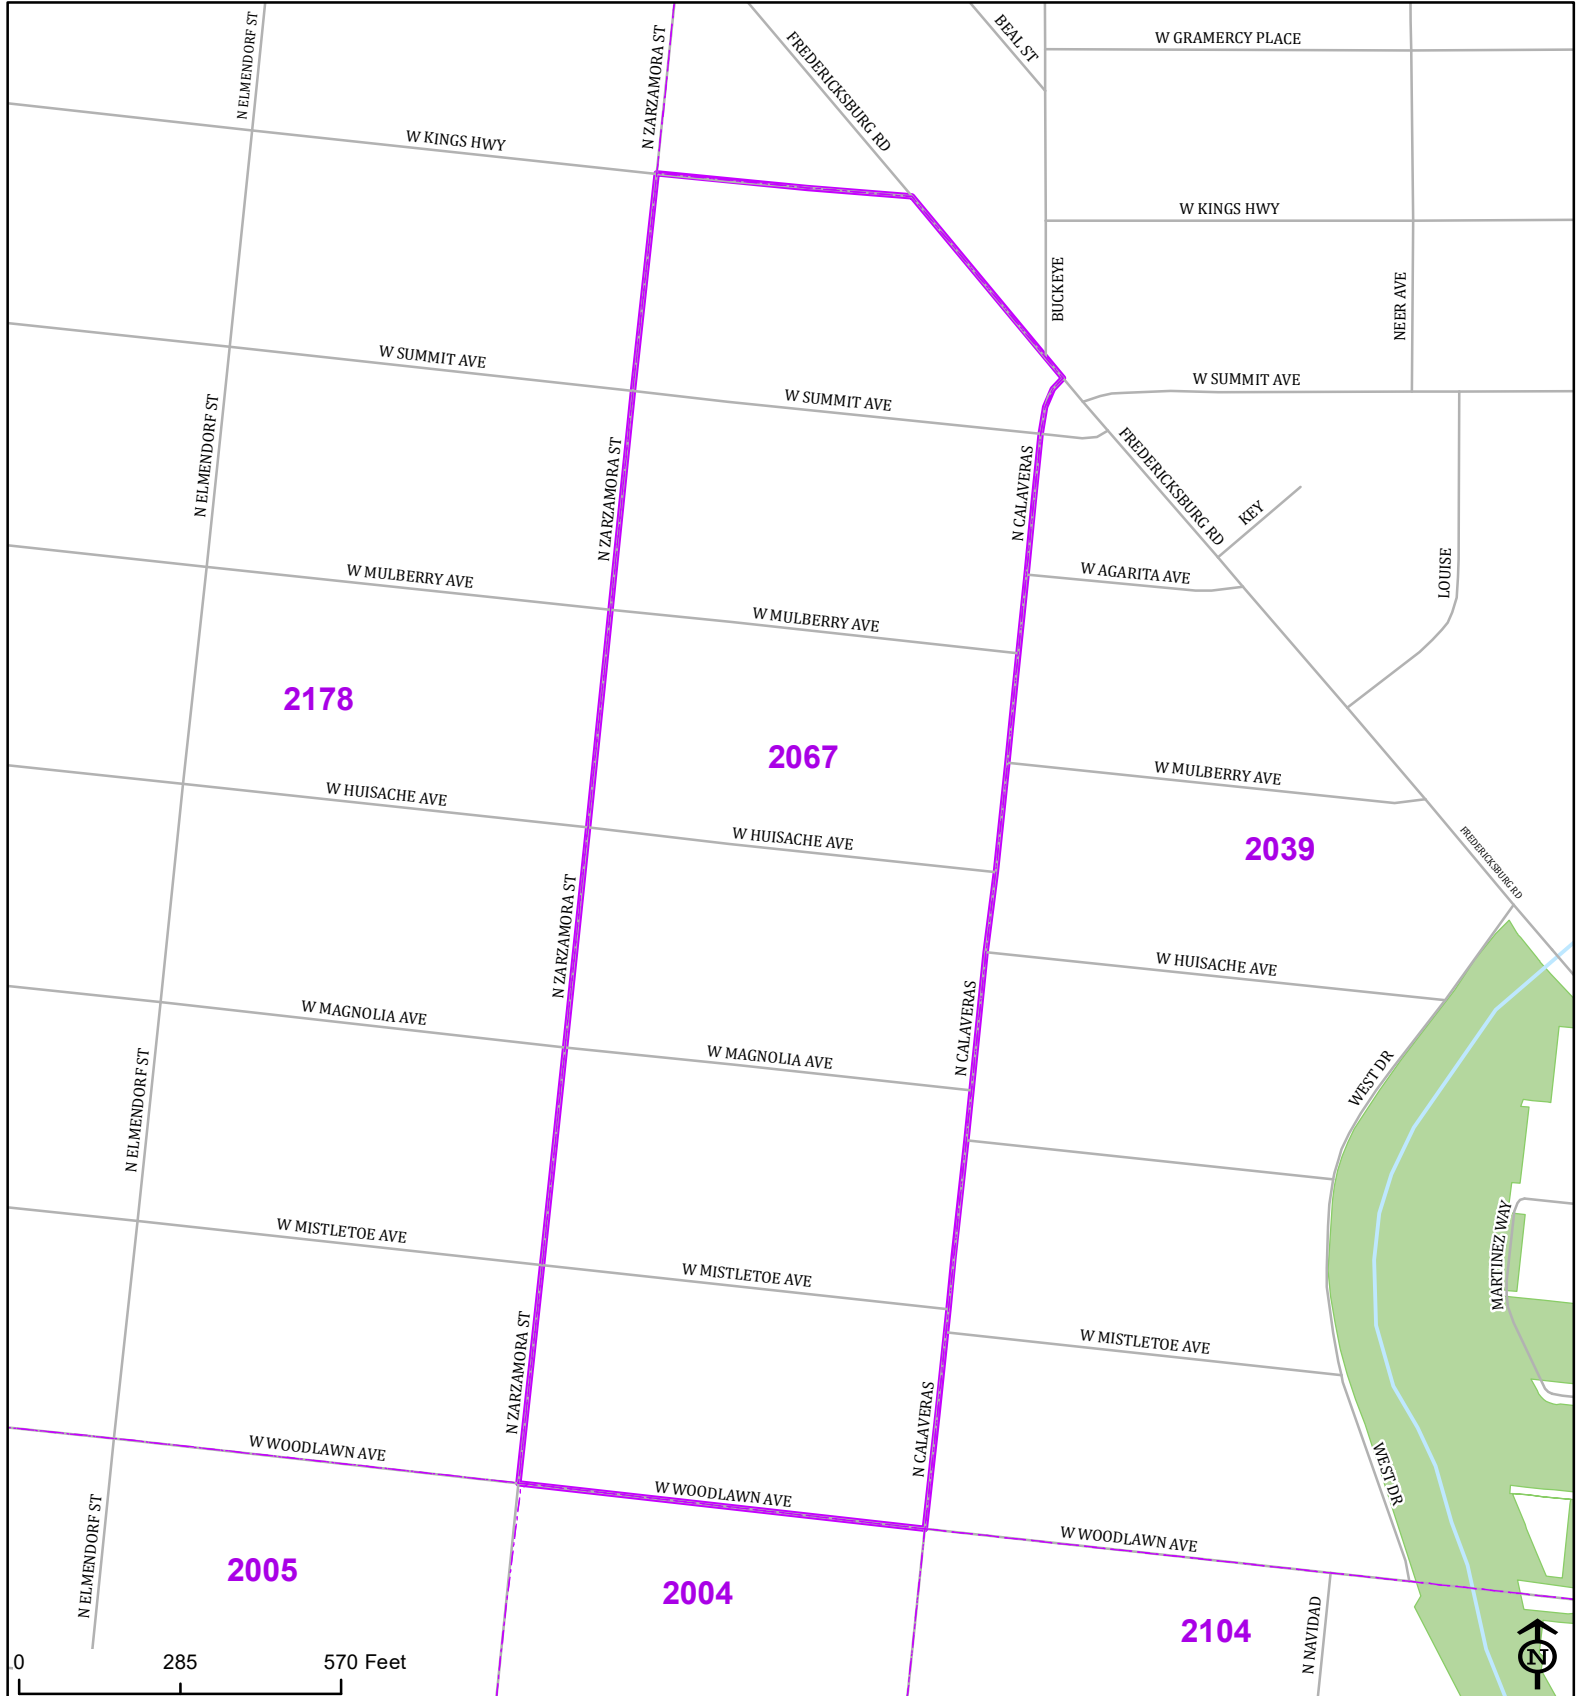 N ELMENDORF ST
N ZARZAMORA ST
FREDERICKSBURG RD
BEAL ST
W GRAMERCY PLACE
W KINGS HWY
W KINGS HWY
BUCKEYE
NEER AVE
W SUMMIT AVE
W SUMMIT AVE
W SUMMIT AVE
N ELMENDORF ST
N ZARZAMORA ST
N CALAVERAS
FREDERICKSBURG RD
KEY
LOUISE
W MULBERRY AVE
W AGARITA AVE
W MULBERRY AVE
2178
2067
W MULBERRY AVE
W HUISACHE AVE
W HUISACHE AVE
2039
FREDERICKSBURG RD
N ZARZAMORA ST
W HUISACHE AVE
W MAGNOLIA AVE
N CALAVERAS
W MAGNOLIA AVE
WEST DR
N ELMENDORF ST
W MISTLETOE AVE
W MISTLETOE AVE
MARTINEZ WAY
N ZARZAMORA ST
W MISTLETOE AVE
N CALAVERAS
W WOODLAWN AVE
W WOODLAWN AVE
WEST DR
W WOODLAWN AVE
N ELMENDORF ST
2005
2004
2104
N NAVIDAD
0 285 570 Feet
N